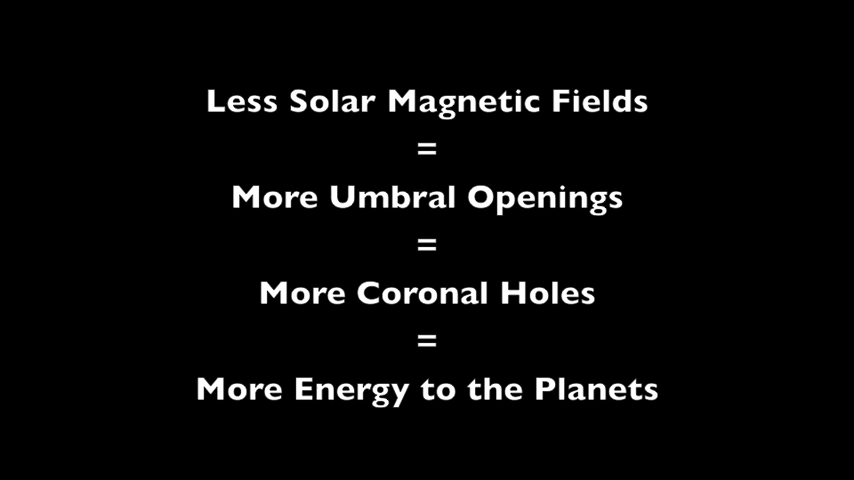 Less Solar Magnetic Fields
=
More Umbral Openings
=
More Coronal Holes
=
More Energy to the Planets